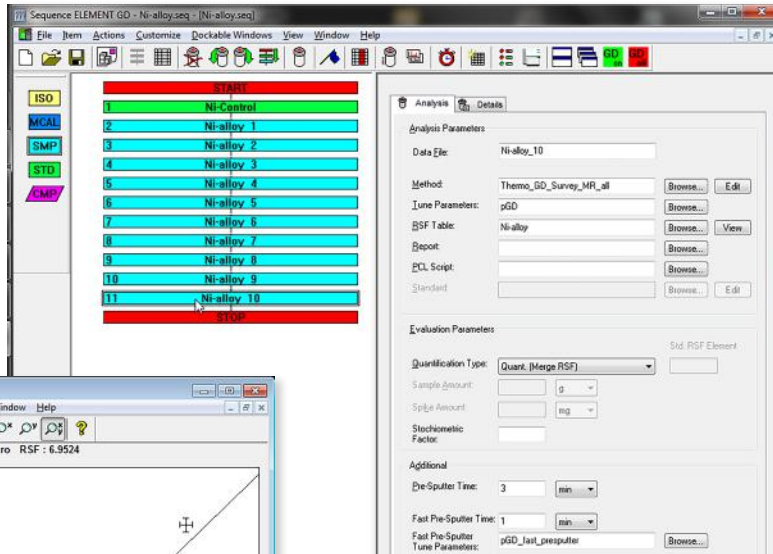 Sequence ELEMENT GD - Ni-alloy.seq - [Ni-alloy.seq]
File Item Actions Customize Dockable Windows View Window Help
GD on GD off
ISO
MCAL
SMP
STD
CMP
START
1 Ni-Control
2 Ni-alloy 1
3 Ni-alloy 2
4 Ni-alloy 3
5 Ni-alloy 4
6 Ni-alloy 5
7 Ni-alloy 6
8 Ni-alloy 7
9 Ni-alloy 8
10 Ni-alloy 9
11 Ni-alloy 10
STOP
Analysis Details
Analysis Parameters
Data File: Ni-alloy_10
Method: Thermo_GD_Survey_MR_all Browse... Edit
Tune Parameters: pGD Browse...
RSF Table: Ni-alloy Browse... View
Report: Browse...
PCL Script: Browse...
Standard: Browse... Edit
Evaluation Parameters
Std. RSF Element
Quantification Type: Quant. (Merge RSF)
Sample Amount: g
Spike Amount: mg
Stochiometric
Factor:
Additional
Pre-Sputter Time: 3 min
Fast Pre-Sputter Time: 1 min
Fast Pre-Sputter
Tune Parameters: pGD_fast_presputter Browse...
indow Help
ro RSF : 6.9524